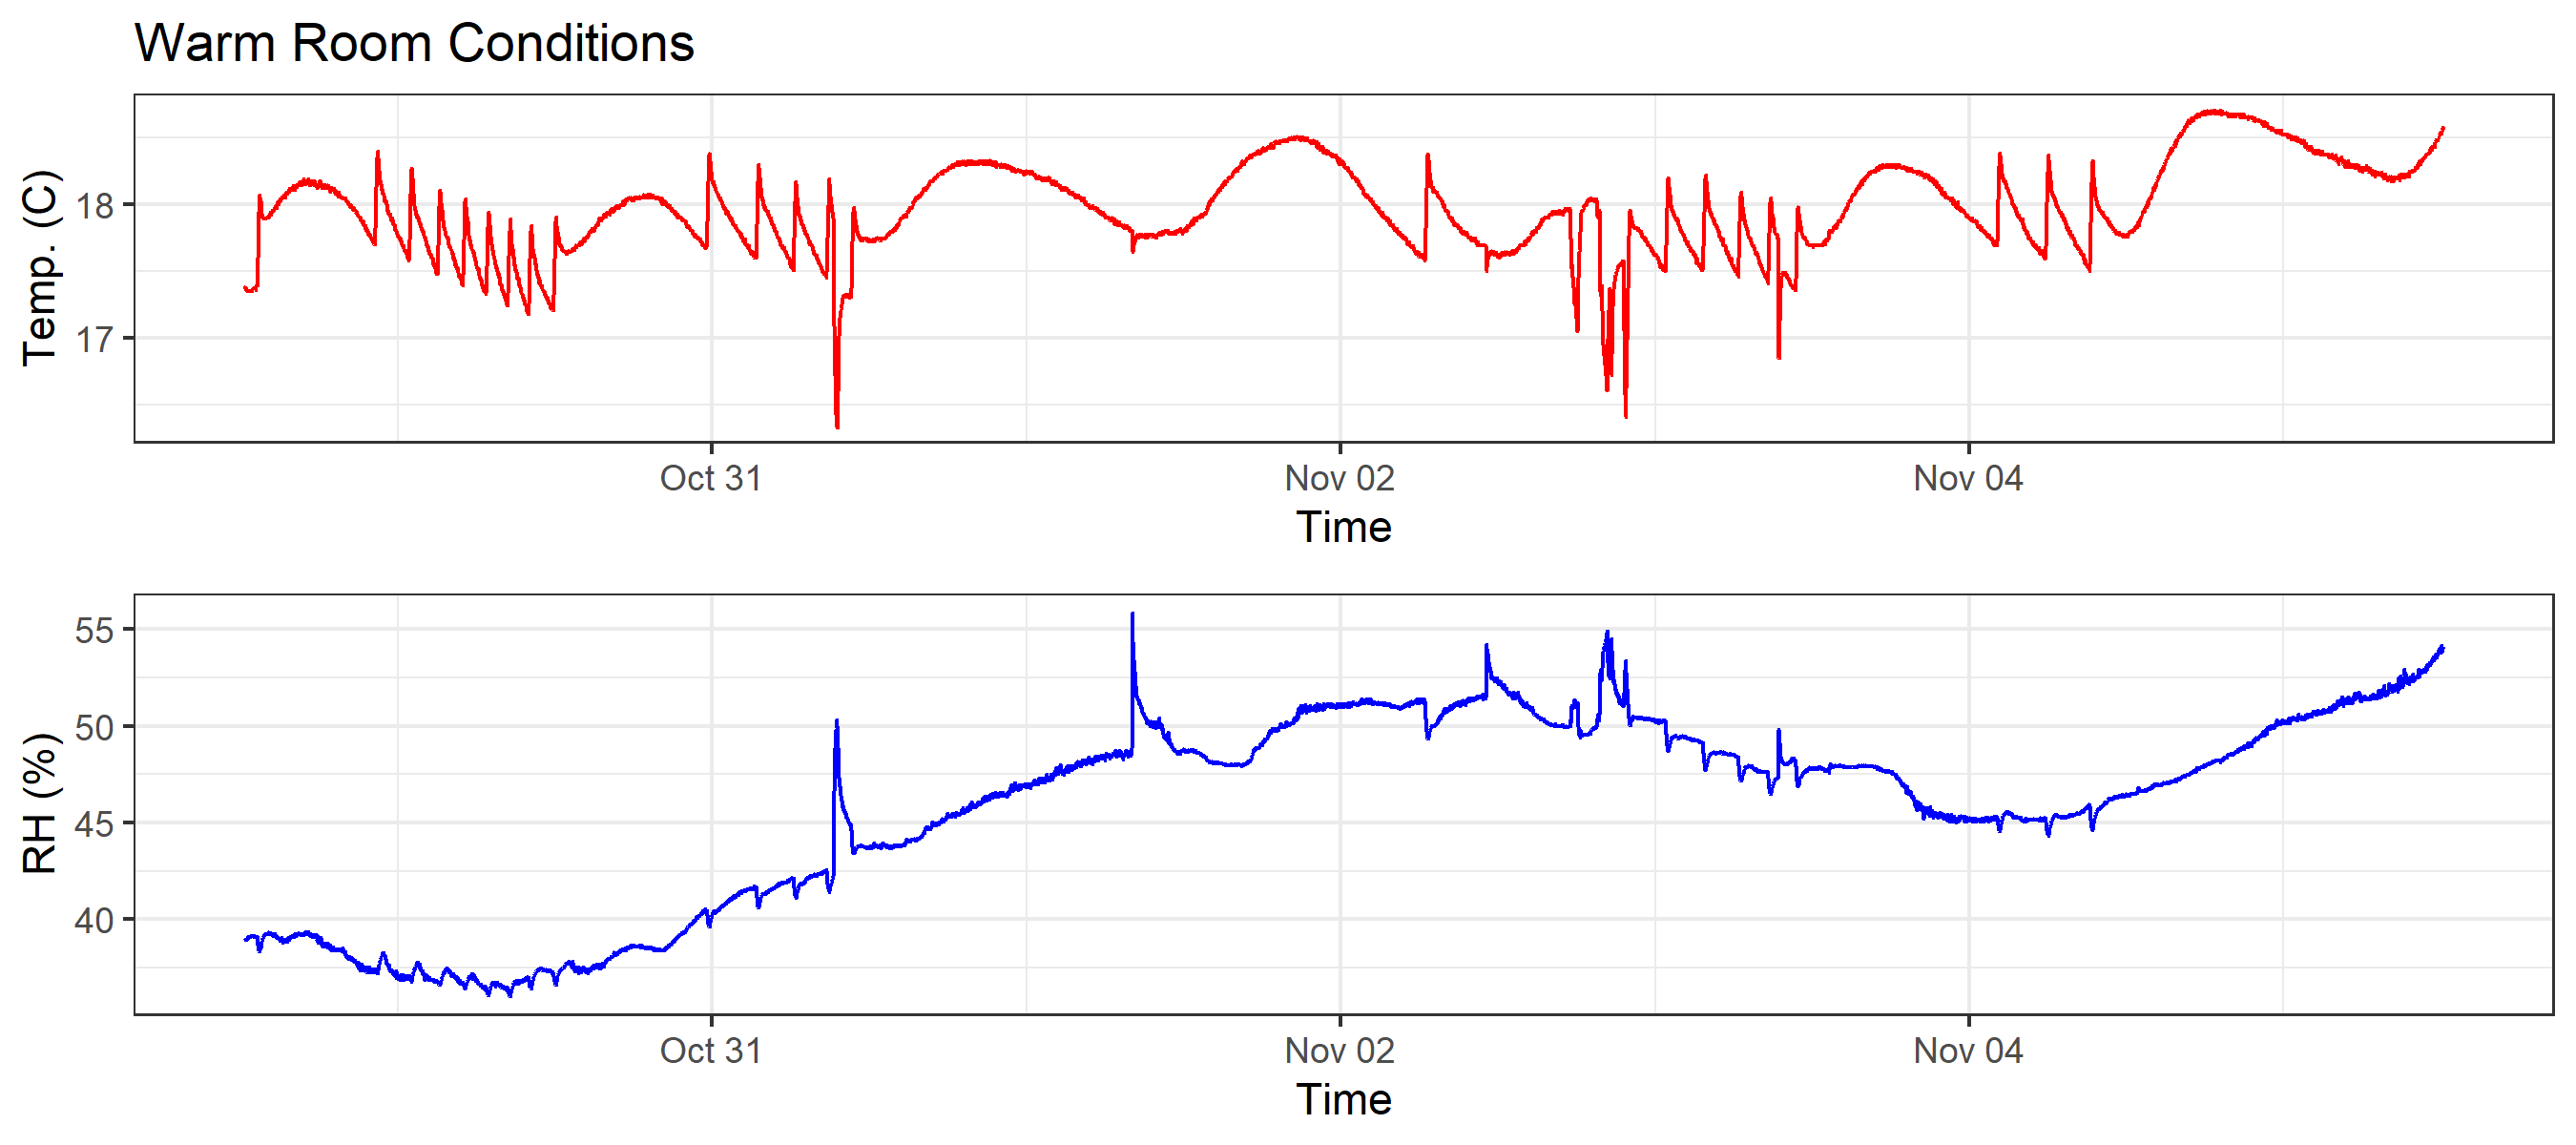 Warm Room Conditions
Temp. (C)
18
17
Oct 31 Nov 02 Nov 04
Time
RH (%)
55
50
45
40
Oct 31 Nov 02 Nov 04
Time